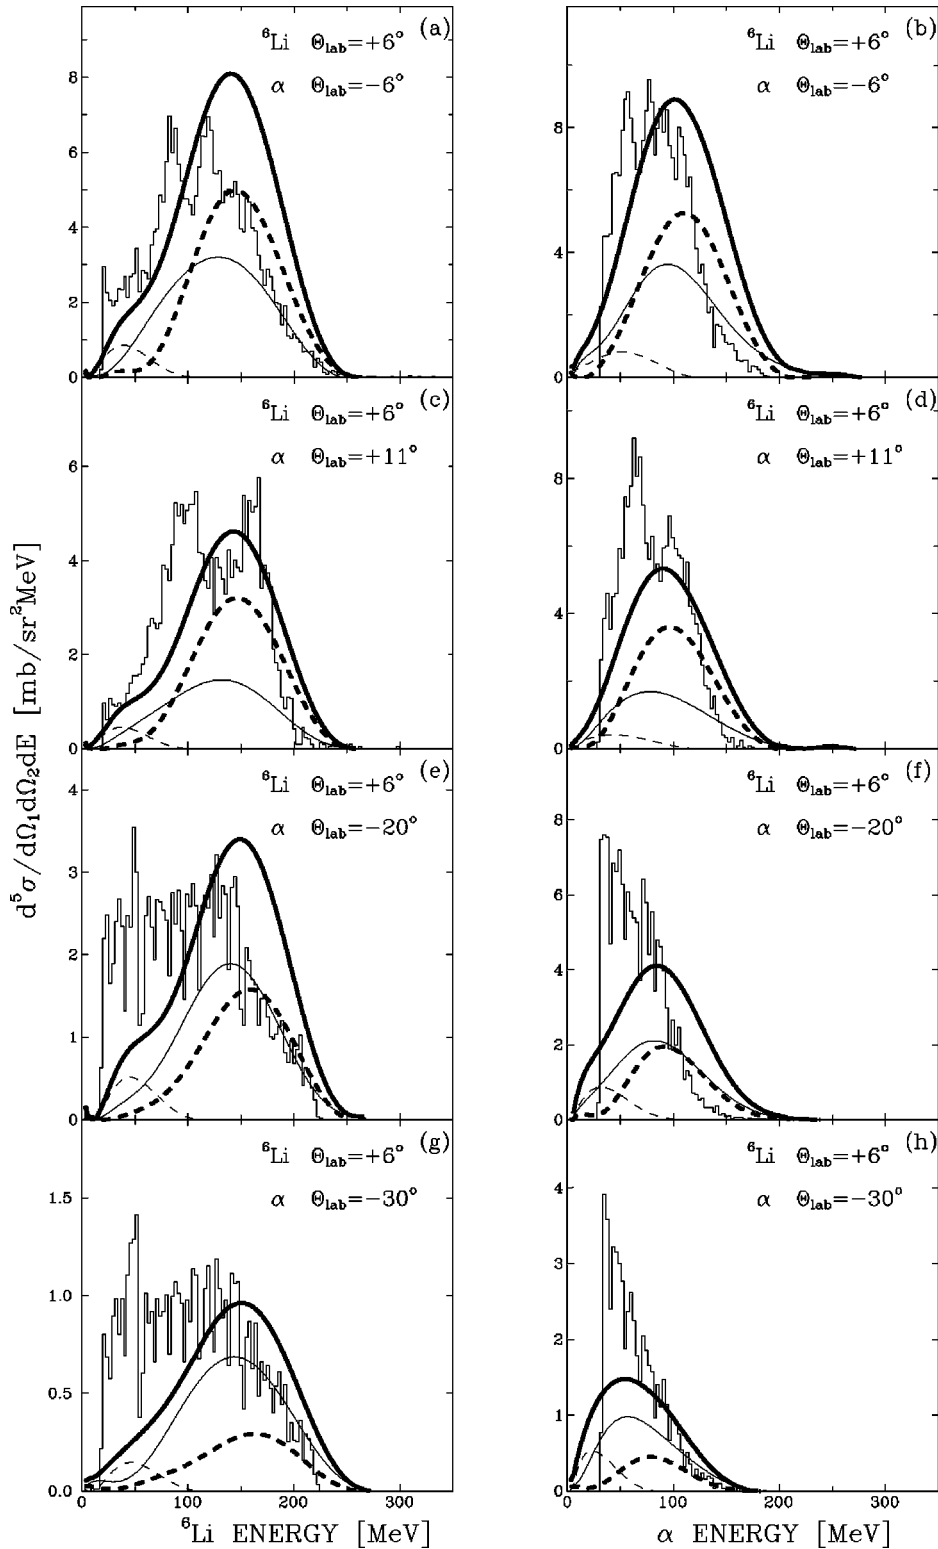 (a)
⁶Li Θlab=+6°
α Θlab=−6°
8
6
4
2
0
(b)
⁶Li Θlab=+6°
α Θlab=−6°
8
4
0
(c)
⁶Li Θlab=+6°
α Θlab=+11°
6
4
2
0
(d)
⁶Li Θlab=+6°
α Θlab=+11°
8
4
0
d⁵σ/dΩ₁dΩ₂dE [mb/sr²MeV]
(e)
⁶Li Θlab=+6°
α Θlab=−20°
4
3
2
1
0
(f)
⁶Li Θlab=+6°
α Θlab=−20°
8
6
4
2
0
(g)
⁶Li Θlab=+6°
α Θlab=−30°
1.5
1.0
0.5
0.0
0 100 200 300
⁶Li ENERGY [MeV]
(h)
⁶Li Θlab=+6°
α Θlab=−30°
4
3
2
1
0
0 100 200 300
α ENERGY [MeV]